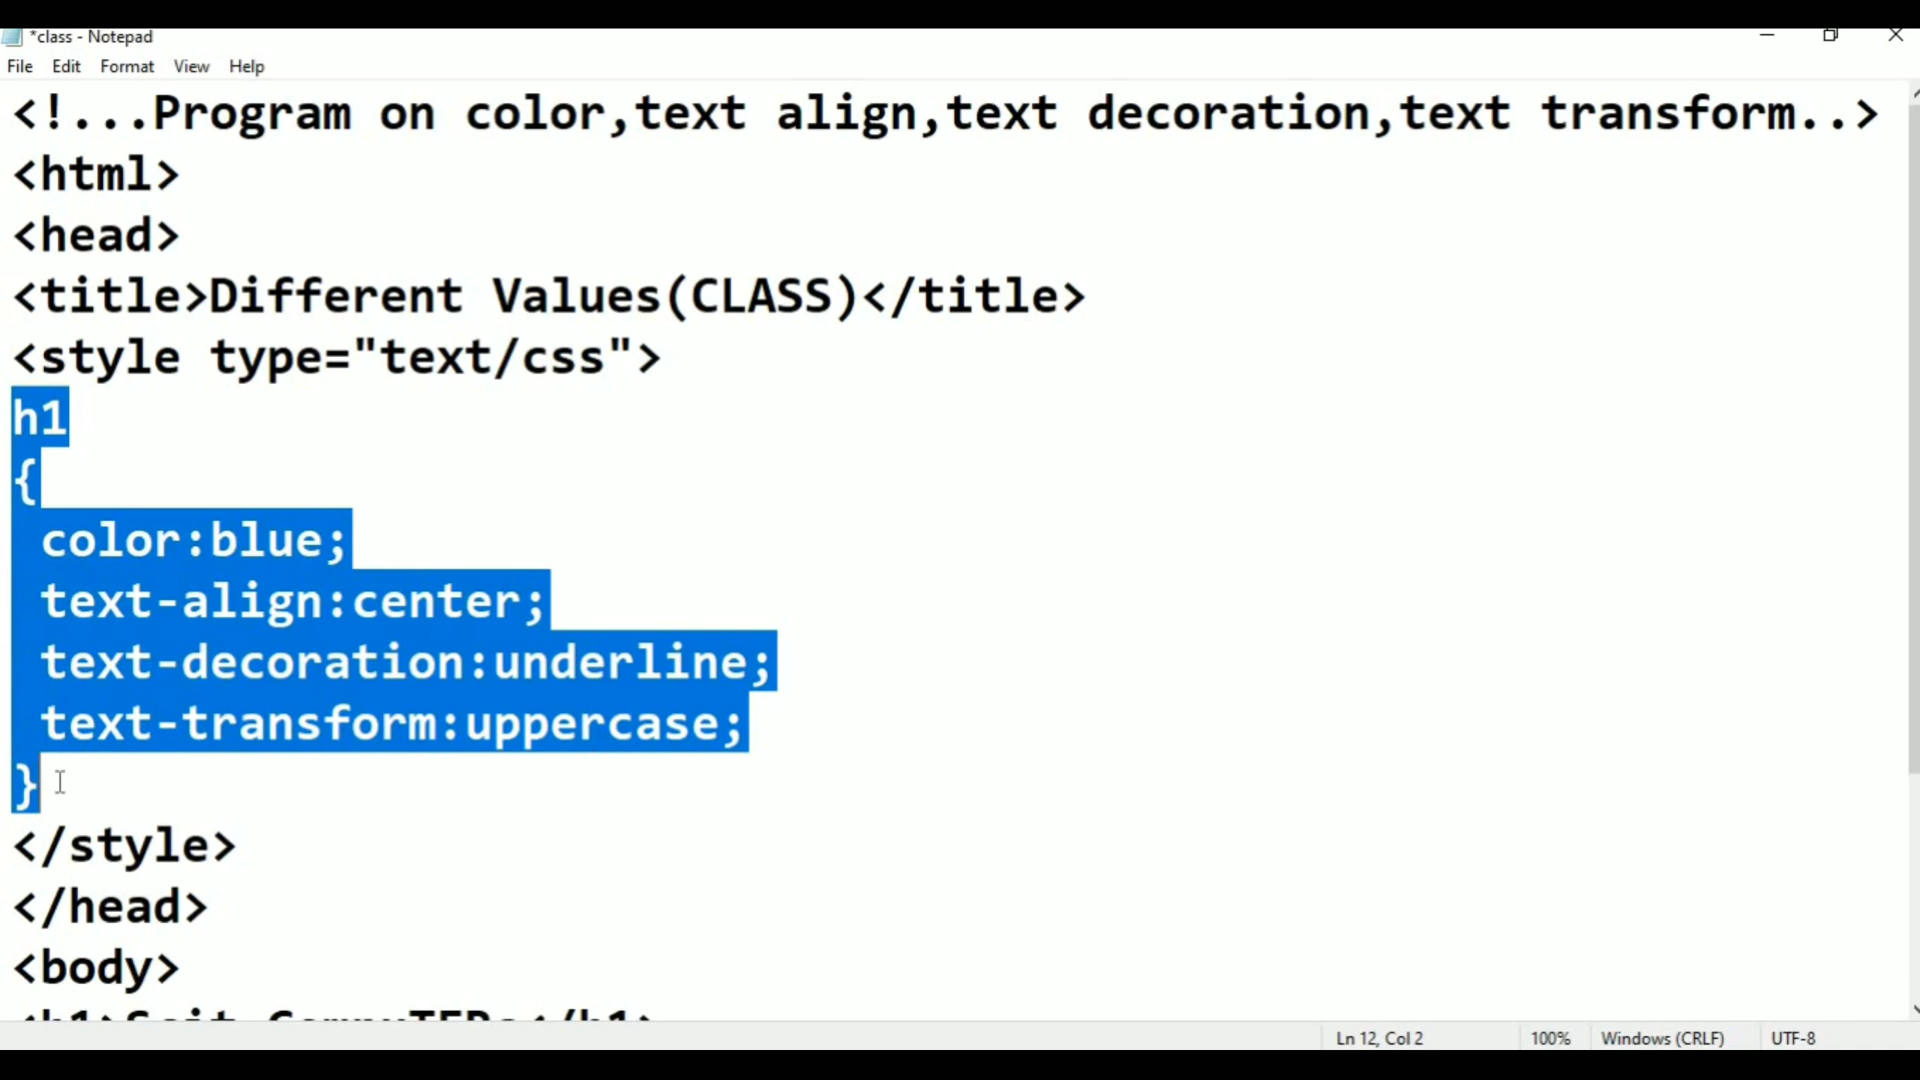 *class - Notepad
File Edit Format View Help
<!...Program on color,text align,text decoration,text transform..>
<html>
<head>
<title>Different Values(CLASS)</title>
<style type="text/css">
h1
{
color:blue;
text-align:center;
text-decoration:underline;
text-transform:uppercase;
}
</style>
</head>
<body>
Ln 12, Col 2 100% Windows (CRLF) UTF-8